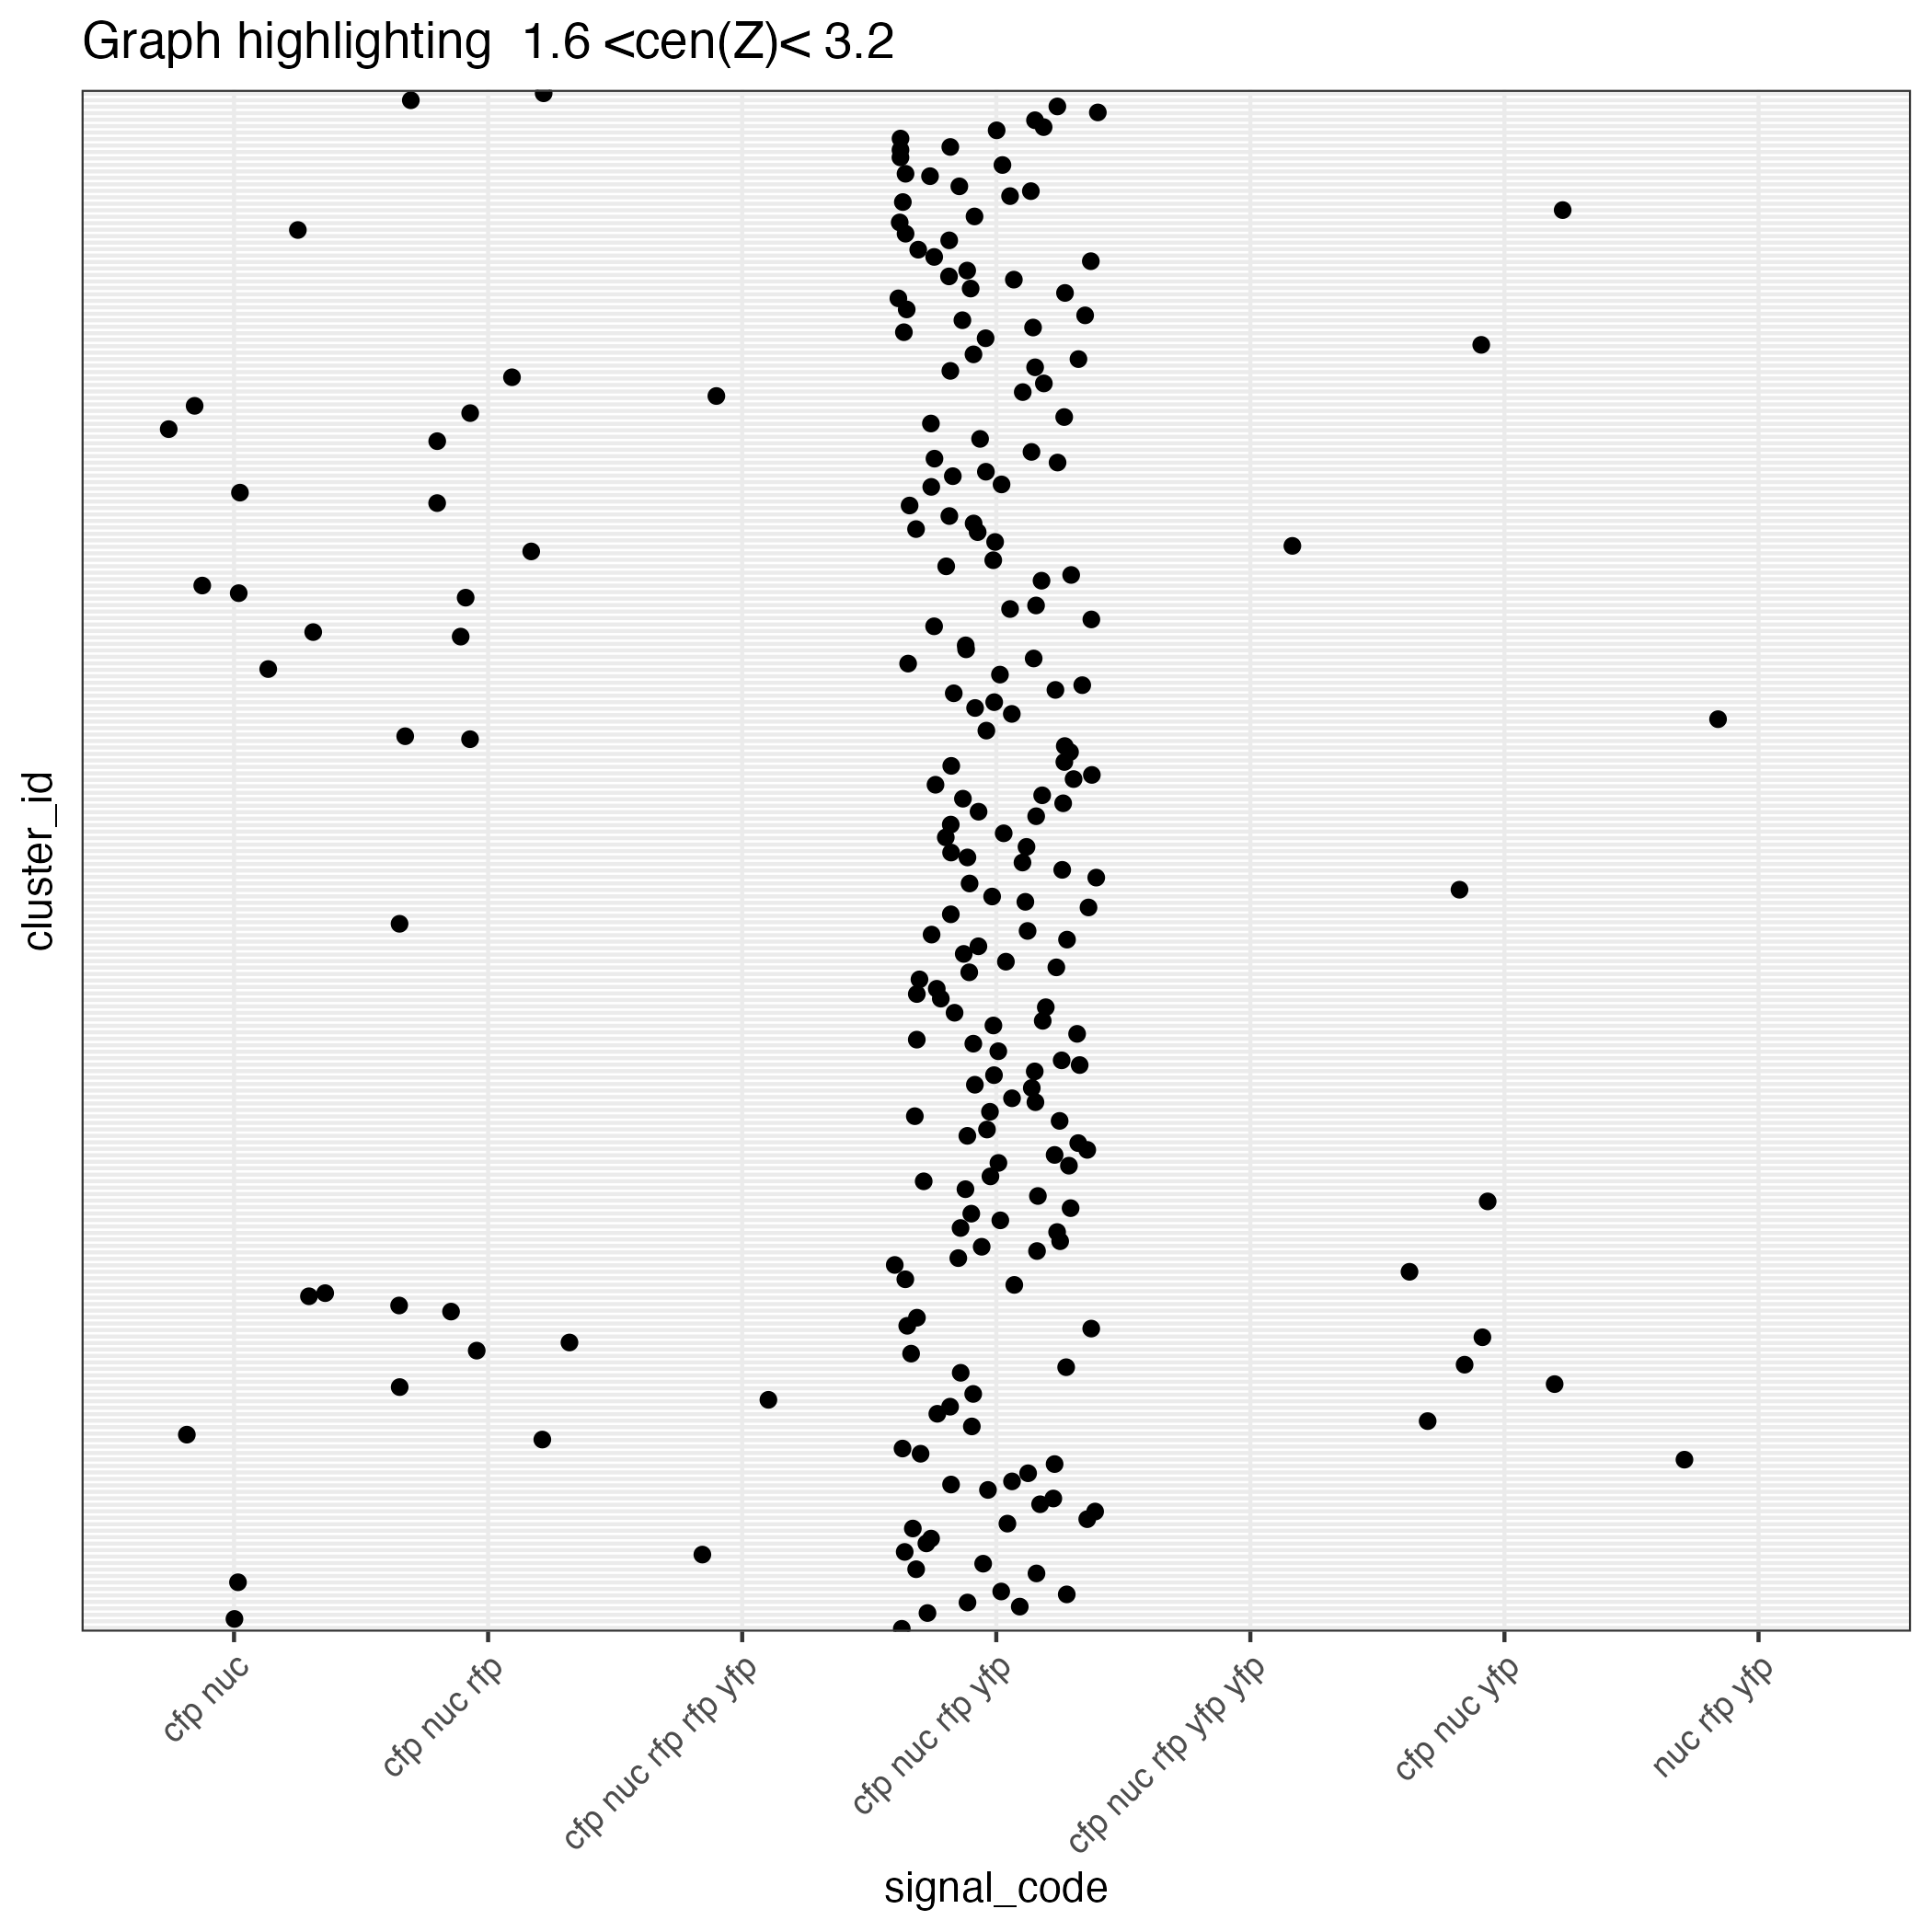 Graph highlighting  1.6 <cen(Z)< 3.2
cluster_id
cfp nuc
cfp nuc rfp
cfp nuc rfp rfp yfp
cfp nuc rfp yfp
cfp nuc rfp yfp yfp
cfp nuc yfp
nuc rfp yfp
signal_code